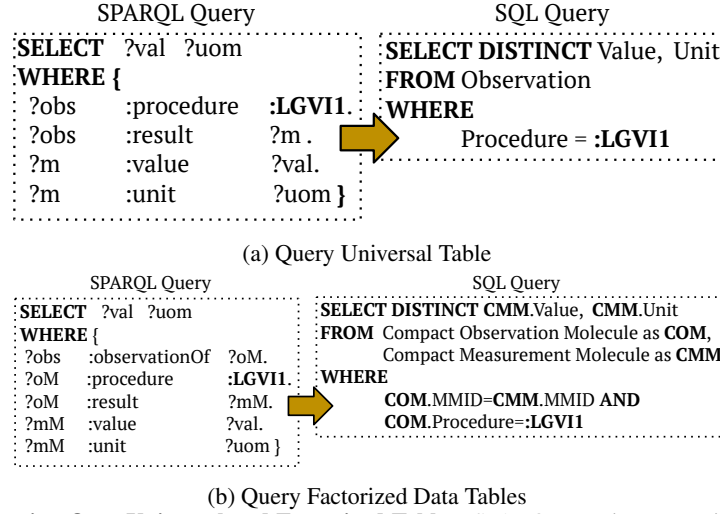 SPARQL Query
SELECT ?val ?uom
WHERE {
?obs :procedure :LGVI1.
?obs :result ?m .
?m :value ?val.
?m :unit ?uom }
SQL Query
SELECT DISTINCT Value, Unit
FROM Observation
WHERE
Procedure = :LGVI1
(a) Query Universal Table
SPARQL Query
SELECT ?val ?uom
WHERE {
?obs :observationOf ?oM.
?oM :procedure :LGVI1.
?oM :result ?mM.
?mM :value ?val.
?mM :unit ?uom }
SQL Query
SELECT DISTINCT CMM.Value, CMM.Unit
FROM Compact Observation Molecule as COM,
Compact Measurement Molecule as CMM
WHERE
COM.MMID=CMM.MMID AND
COM.Procedure=:LGVI1
(b) Query Factorized Data Tables